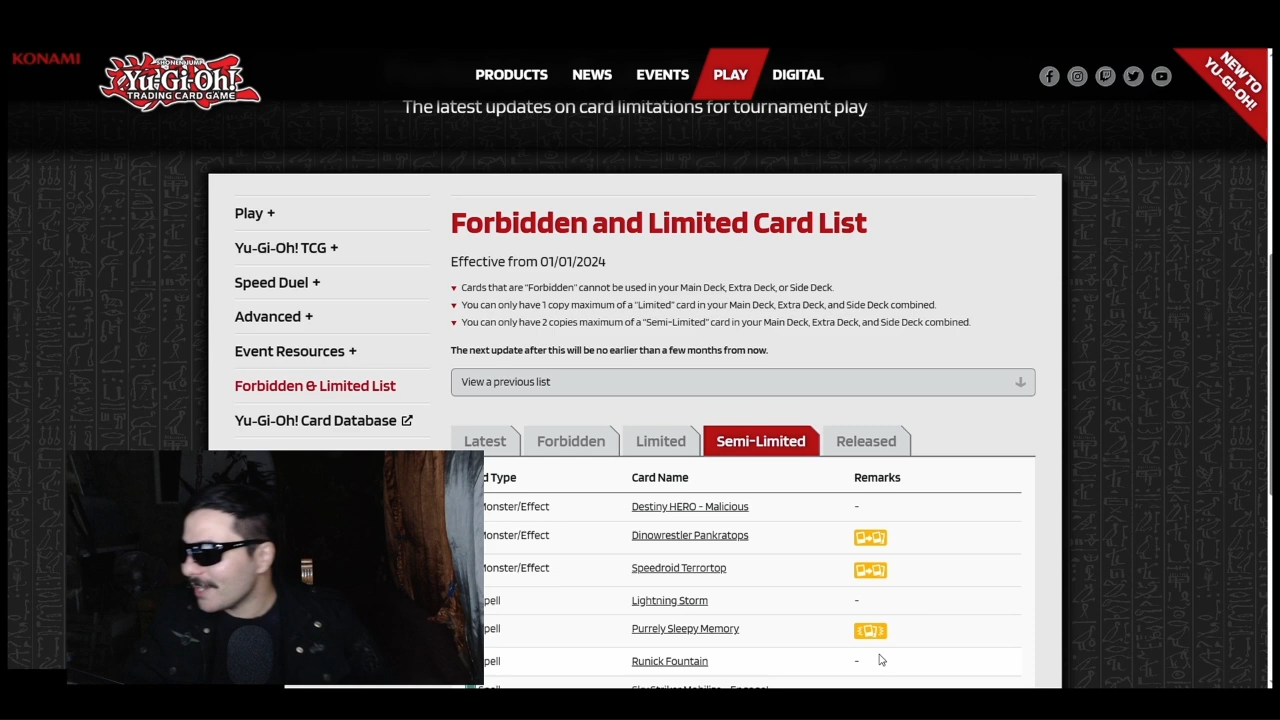 KONAMI
SHONEN JUMP
Yu-Gi-Oh!
TRADING CARD GAME
PRODUCTS NEWS EVENTS PLAY DIGITAL
NEW TO
YU-GI-OH!
The latest updates on card limitations for tournament play
Play +
Yu-Gi-Oh! TCG +
Speed Duel +
Advanced +
Event Resources +
Forbidden & Limited List
Yu-Gi-Oh! Card Database
Forbidden and Limited Card List
Effective from 01/01/2024
Cards that are "Forbidden" cannot be used in your Main Deck, Extra Deck, or Side Deck.
You can only have 1 copy maximum of a "Limited" card in your Main Deck, Extra Deck, and Side Deck combined.
You can only have 2 copies maximum of a "Semi-Limited" card in your Main Deck, Extra Deck, and Side Deck combined.
The next update after this will be no earlier than a few months from now.
View a previous list
Latest Forbidden Limited Semi-Limited Released
d Type Card Name Remarks
Monster/Effect Destiny HERO - Malicious -
Monster/Effect Dinowrestler Pankratops
Monster/Effect Speedroid Terrortop
pell Lightning Storm -
pell Purrely Sleepy Memory
pell Runick Fountain -